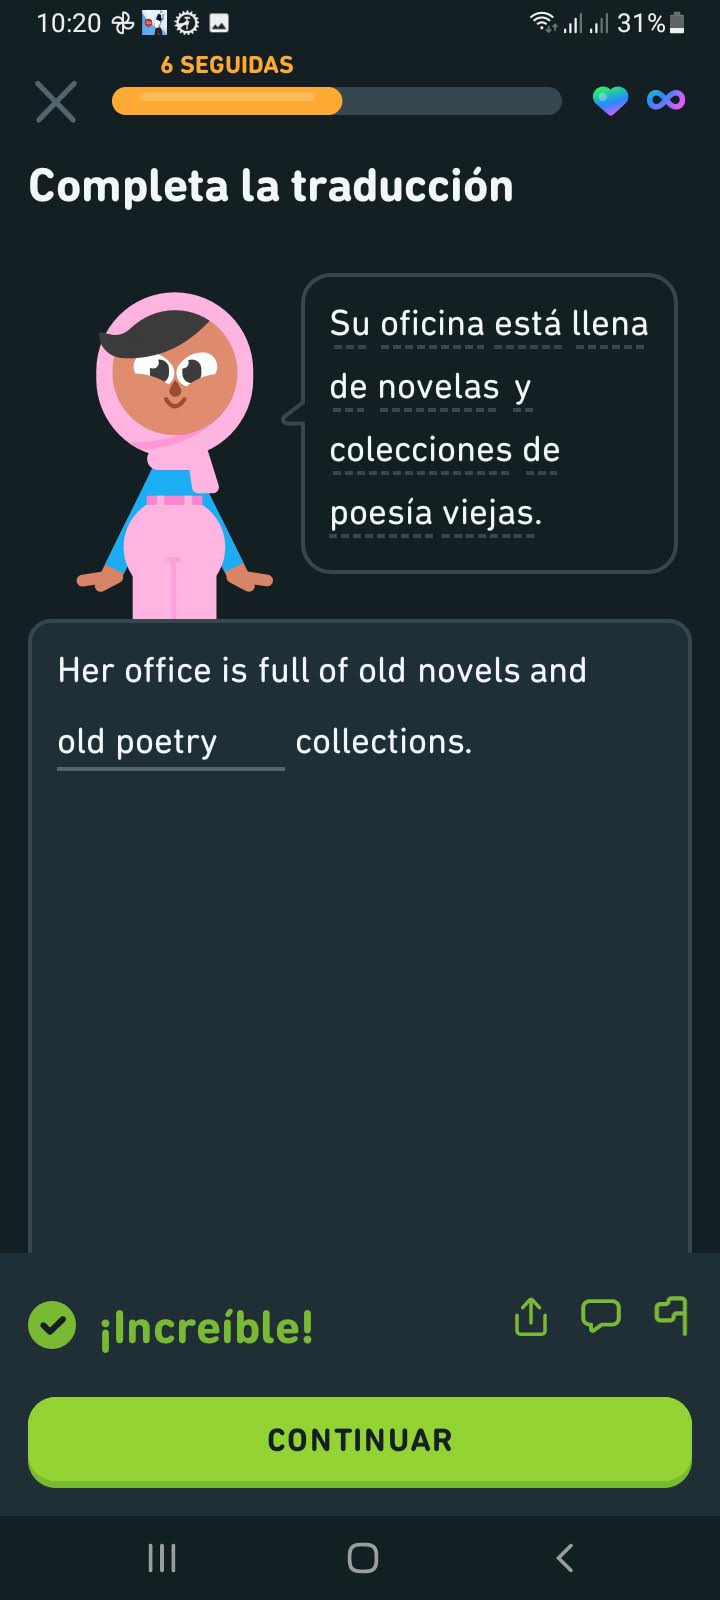 10:20
31%
6 SEGUIDAS
Completa la traducción
Su oficina está llena
de novelas y
colecciones de
poesía viejas.
Her office is full of old novels and
old poetry collections.
¡Increíble!
CONTINUAR